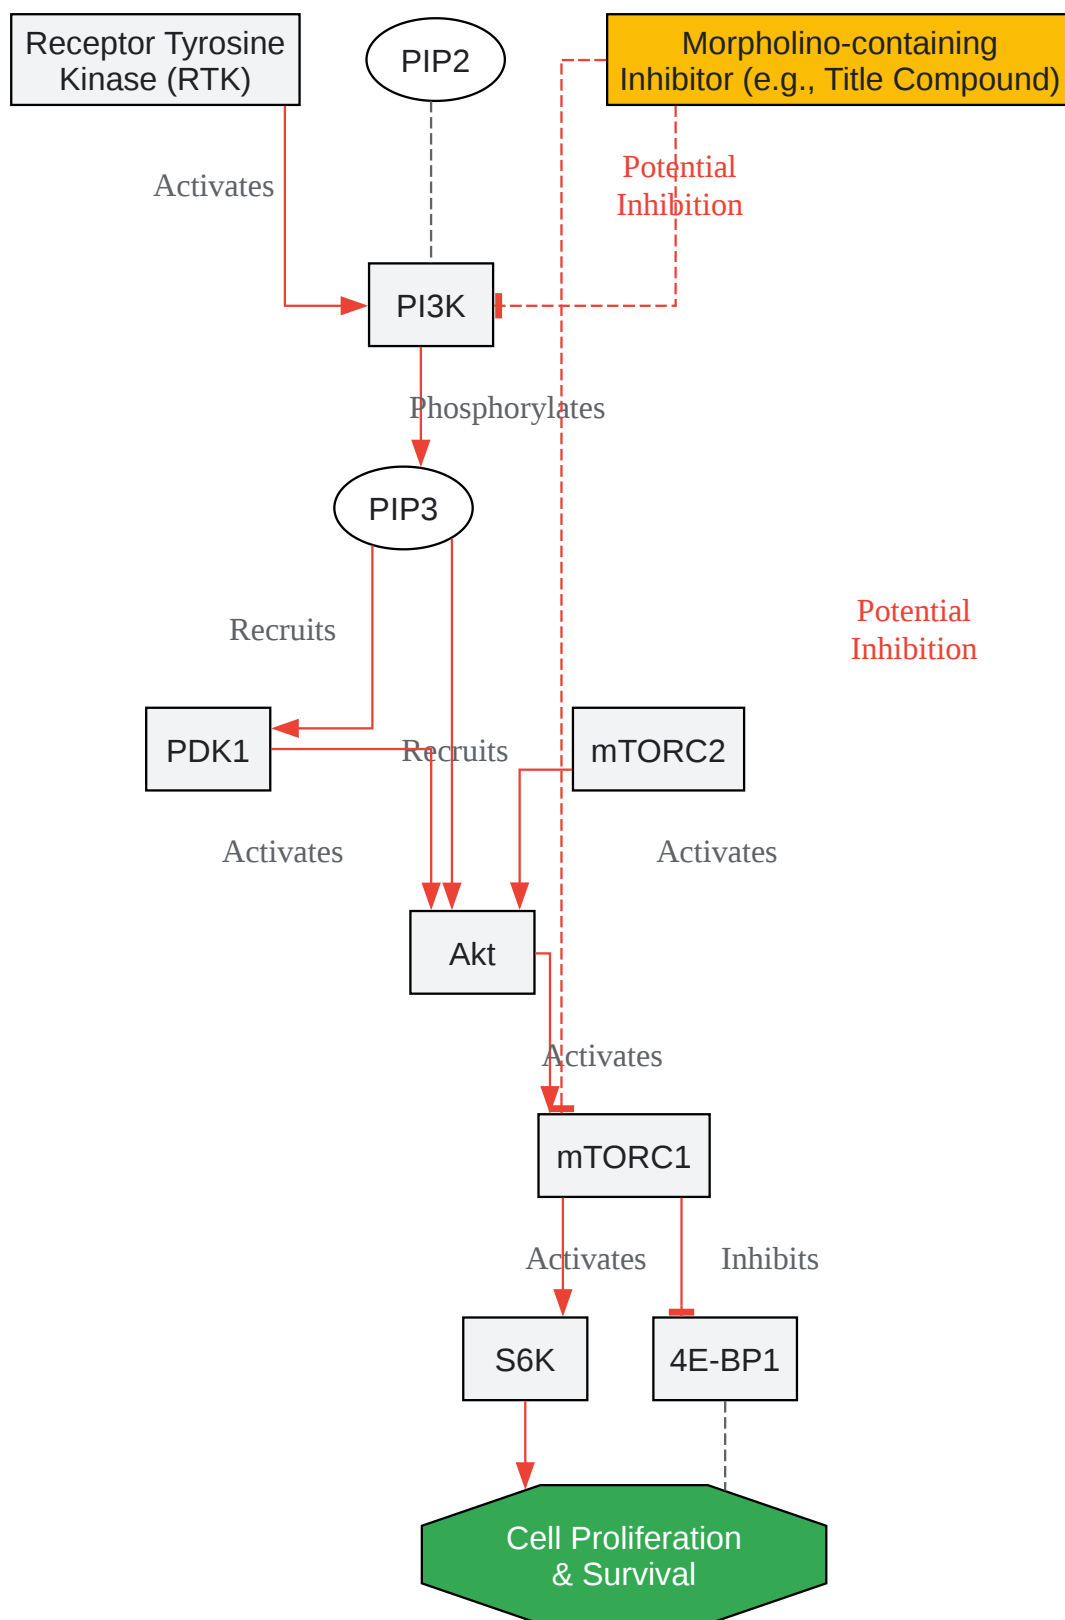 Receptor Tyrosine
Kinase (RTK)
PIP2
Morpholino-containing
Inhibitor (e.g., Title Compound)
Activates
Potential
Inhibition
PI3K
Phosphorylates
PIP3
Recruits
Potential
Inhibition
PDK1
Recruits
mTORC2
Activates
Activates
Akt
Activates
mTORC1
Activates
Inhibits
S6K
4E-BP1
Cell Proliferation
& Survival